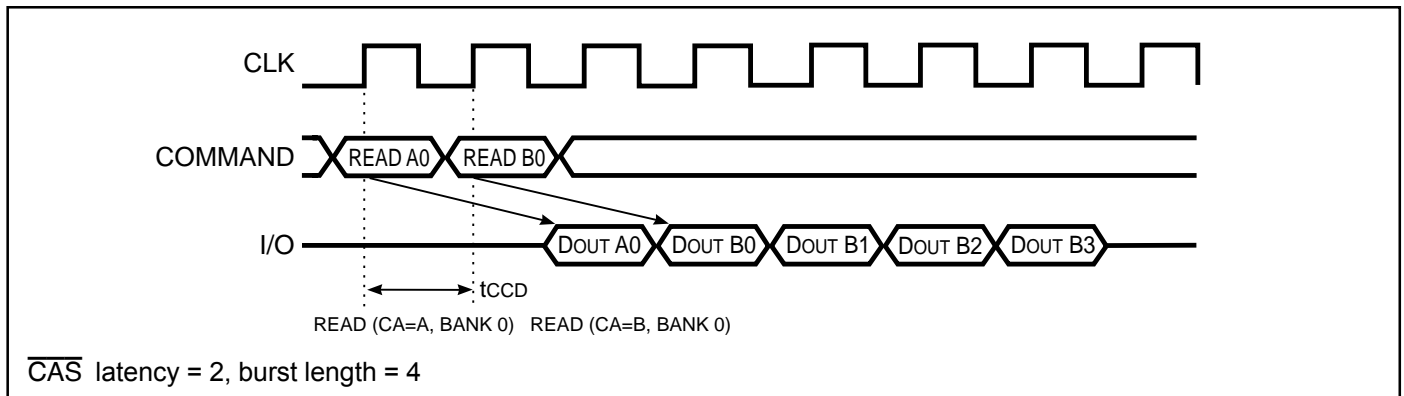 CLK
COMMAND READ A0 READ B0
I/O DOUT A0 DOUT B0 DOUT B1 DOUT B2 DOUT B3
tCCD
READ (CA=A, BANK 0) READ (CA=B, BANK 0)
C̅A̅S̅ latency = 2, burst length = 4